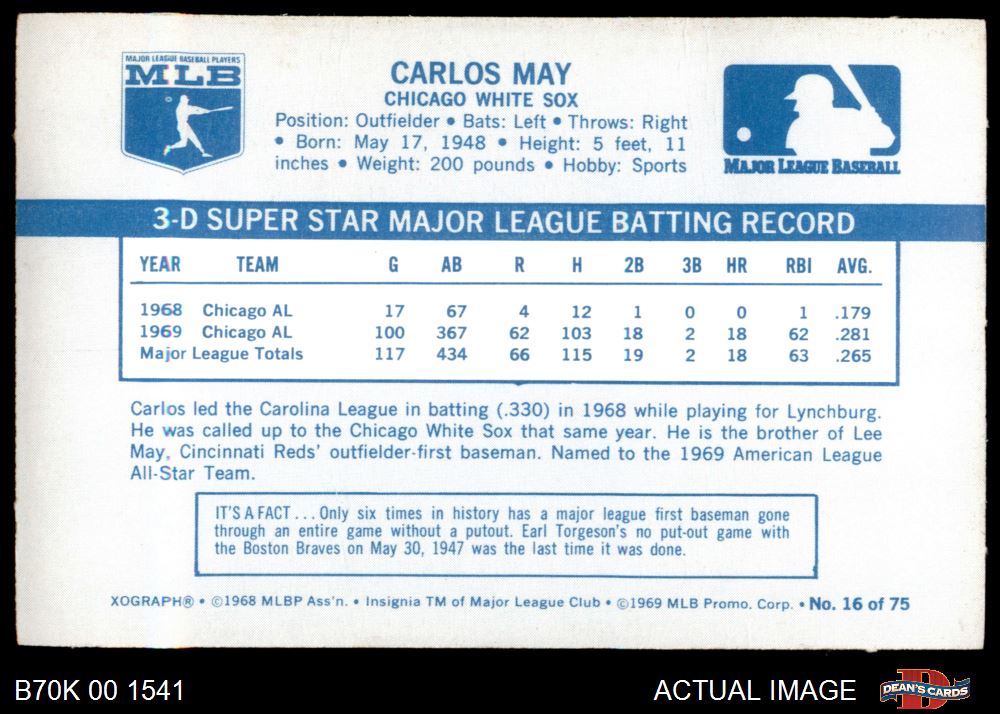 MAJOR LEAGUE BASEBALL PLAYERS
MLB
CARLOS MAY
CHICAGO WHITE SOX
Position: Outfielder • Bats: Left • Throws: Right
• Born: May 17, 1948 • Height: 5 feet, 11
inches • Weight: 200 pounds • Hobby: Sports
MAJOR LEAGUE BASEBALL
3-D SUPER STAR MAJOR LEAGUE BATTING RECORD
YEAR TEAM G AB R H 2B 3B HR RBI AVG.
1968 Chicago AL 17 67 4 12 1 0 0 1 .179
1969 Chicago AL 100 367 62 103 18 2 18 62 .281
Major League Totals 117 434 66 115 19 2 18 63 .265
Carlos led the Carolina League in batting (.330) in 1968 while playing for Lynchburg.
He was called up to the Chicago White Sox that same year. He is the brother of Lee
May, Cincinnati Reds' outfielder-first baseman. Named to the 1969 American League
All-Star Team.
IT'S A FACT . . . Only six times in history has a major league first baseman gone
through an entire game without a putout. Earl Torgeson's no put-out game with
the Boston Braves on May 30, 1947 was the last time it was done.
XOGRAPH® • ©1968 MLBP Ass'n. • Insignia TM of Major League Club • ©1969 MLB Promo. Corp. • No. 16 of 75
B70K 00 1541
ACTUAL IMAGE
DEAN'S CARDS